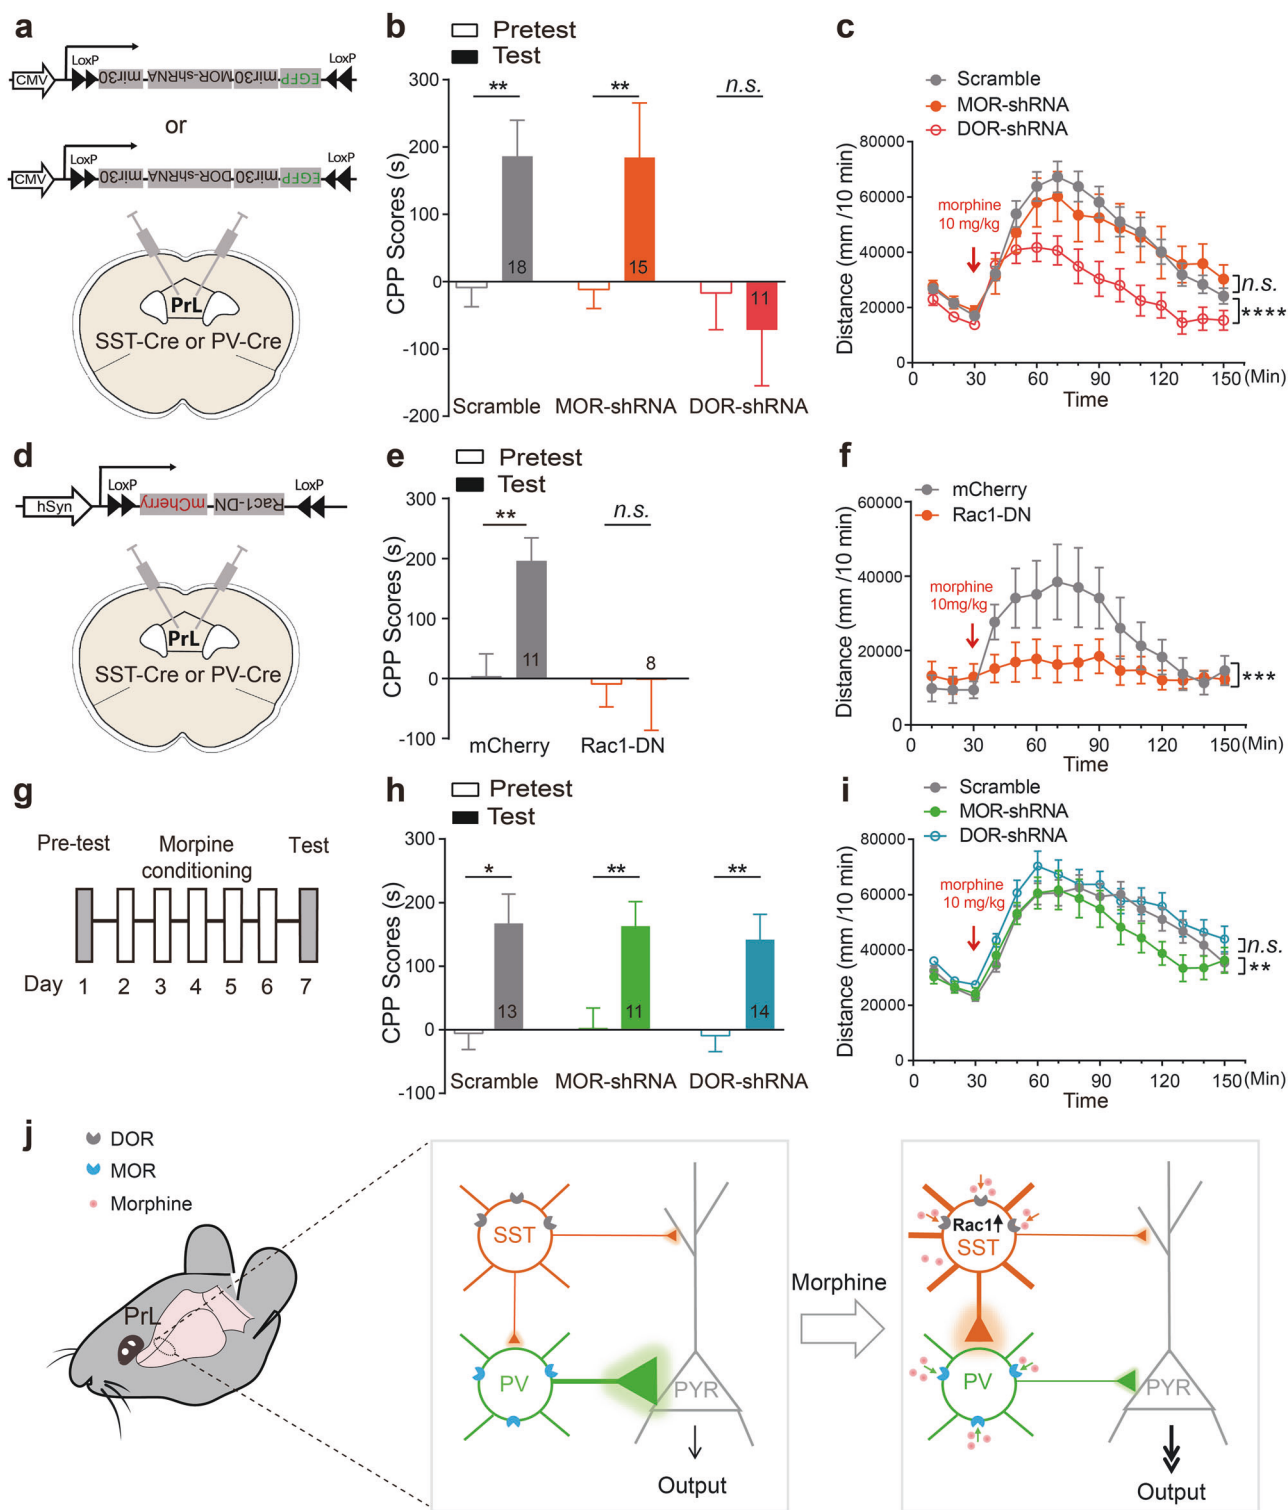 a
CMV
LoxP
mir30
MOR-shRNA
mir30
EGFP
LoxP
or
CMV
LoxP
mir30
DOR-shRNA
mir30
EGFP
LoxP
PrL
SST-Cre or PV-Cre
b
Pretest
Test
CPP Scores (s)
300
200
100
0
-100
-200
**
**
n.s.
18
15
11
Scramble
MOR-shRNA
DOR-shRNA
c
Scramble
MOR-shRNA
DOR-shRNA
Distance (mm /10 min)
80000
60000
40000
20000
0
morphine
10 mg/kg
n.s.
****
0 30 60 90 120 150 (Min)
Time
d
hSyn
LoxP
mCherry
Rac1-DN
LoxP
PrL
SST-Cre or PV-Cre
e
Pretest
Test
CPP Scores (s)
300
200
100
0
-100
**
n.s.
11
8
mCherry
Rac1-DN
f
mCherry
Rac1-DN
Distance (mm /10 min)
60000
40000
20000
0
morphine
10mg/kg
***
0 30 60 90 120 150 (Min)
Time
g
Pre-test
Morpine
conditioning
Test
Day 1 2 3 4 5 6 7
h
Pretest
Test
CPP Scores (s)
300
200
100
0
-100
*
**
**
13
11
14
Scramble
MOR-shRNA
DOR-shRNA
i
Scramble
MOR-shRNA
DOR-shRNA
Distance (mm /10 min)
80000
60000
40000
20000
0
morphine
10 mg/kg
n.s.
**
0 30 60 90 120 150 (Min)
Time
j
DOR
MOR
Morphine
PrL
SST
PV
PYR
Output
Morphine
Rac1
SST
PV
PYR
Output